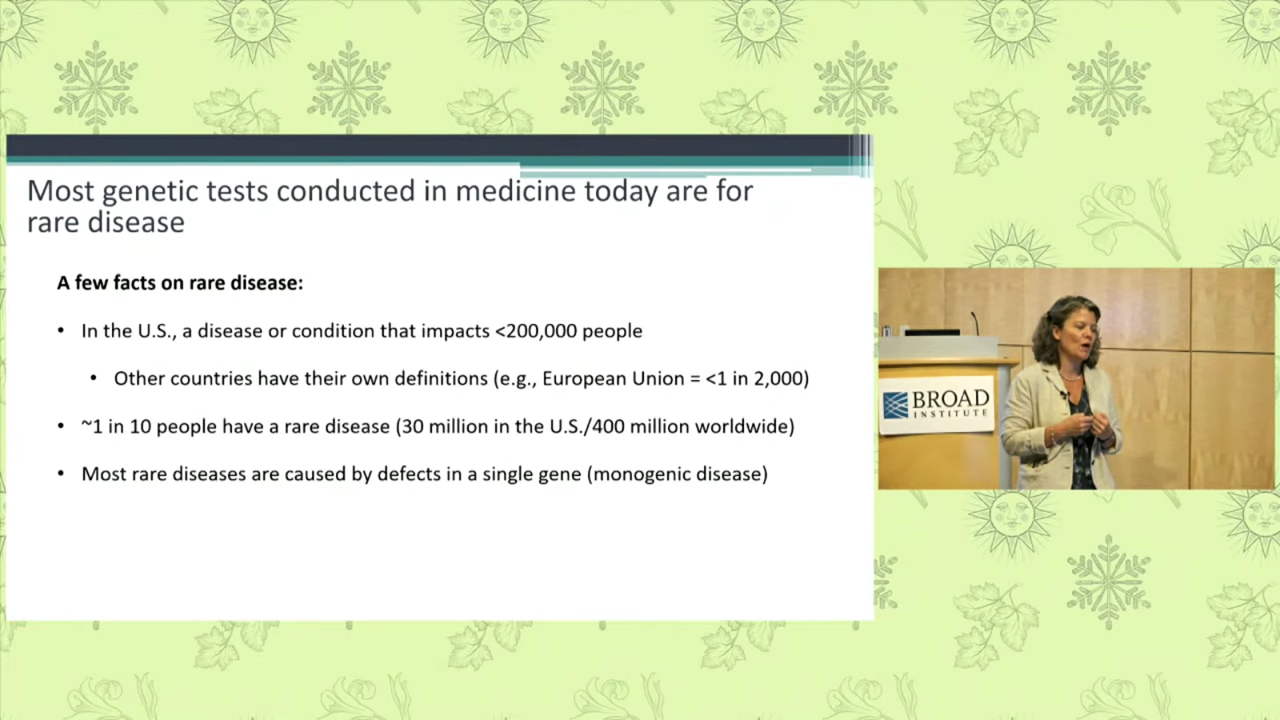 Most genetic tests conducted in medicine today are for
rare disease
A few facts on rare disease:
• In the U.S., a disease or condition that impacts <200,000 people
• Other countries have their own definitions (e.g., European Union = <1 in 2,000)
• ~1 in 10 people have a rare disease (30 million in the U.S./400 million worldwide)
• Most rare diseases are caused by defects in a single gene (monogenic disease)
BROAD
INSTITUTE